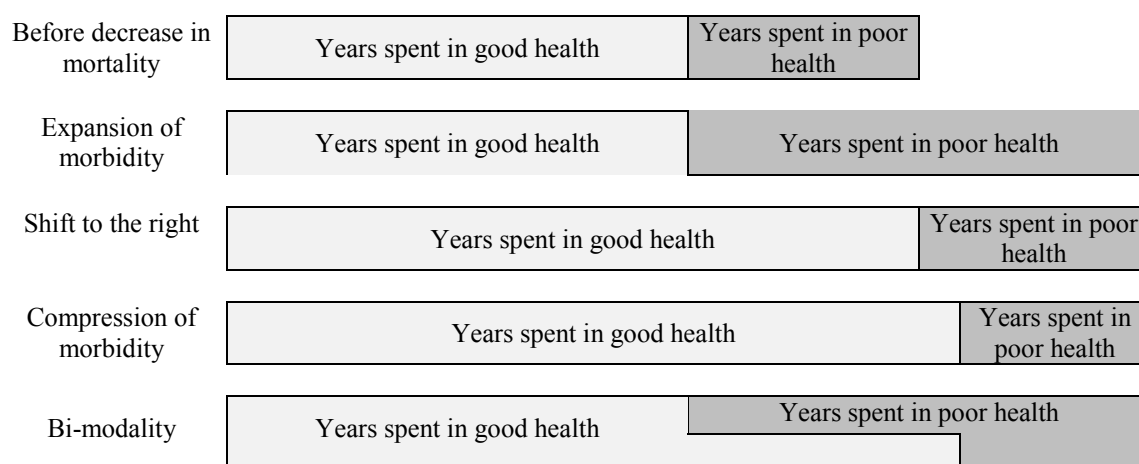 Before decrease in
mortality
Years spent in good health
Years spent in poor
health
Expansion of
morbidity
Years spent in good health
Years spent in poor health
Shift to the right
Years spent in good health
Years spent in poor
health
Compression of
morbidity
Years spent in good health
Years spent in
poor health
Bi-modality
Years spent in good health
Years spent in poor health